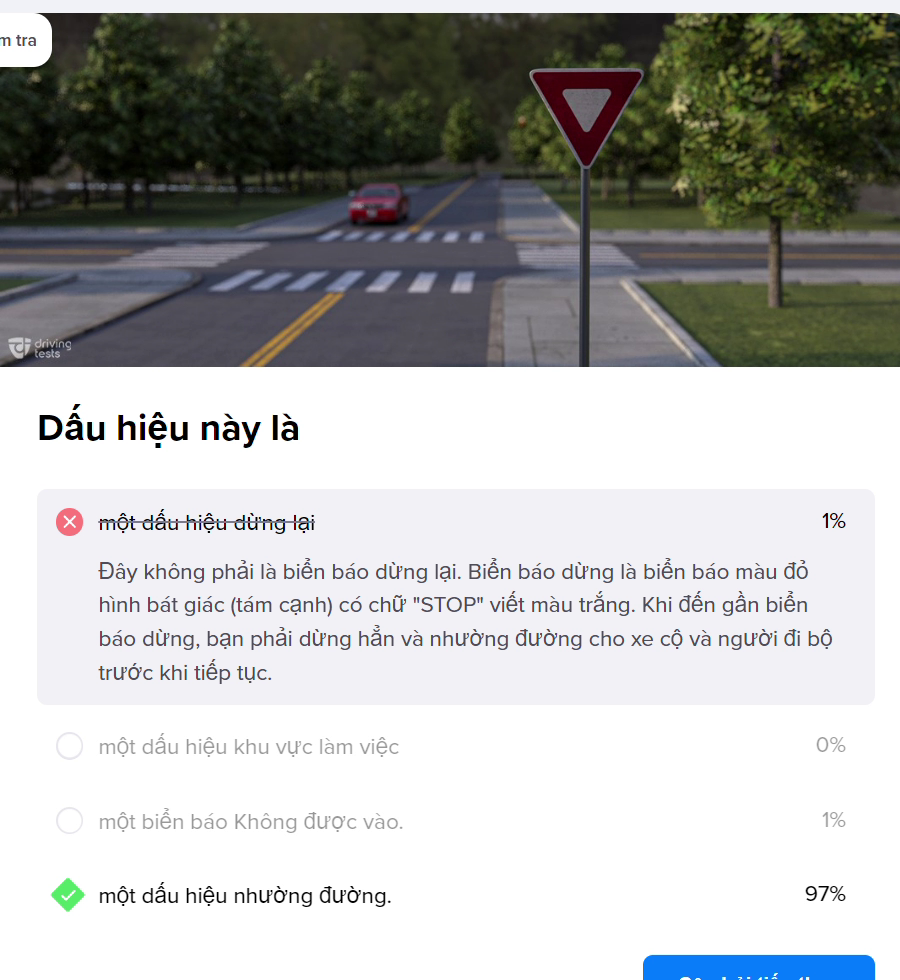 m tra
driving
tests
Dấu hiệu này là
một dấu hiệu dừng lại
1%
Đây không phải là biển báo dừng lại. Biển báo dừng là biển báo màu đỏ
hình bát giác (tám cạnh) có chữ "STOP" viết màu trắng. Khi đến gần biển
báo dừng, bạn phải dừng hẳn và nhường đường cho xe cộ và người đi bộ
trước khi tiếp tục.
một dấu hiệu khu vực làm việc
0%
một biển báo Không được vào.
1%
một dấu hiệu nhường đường.
97%